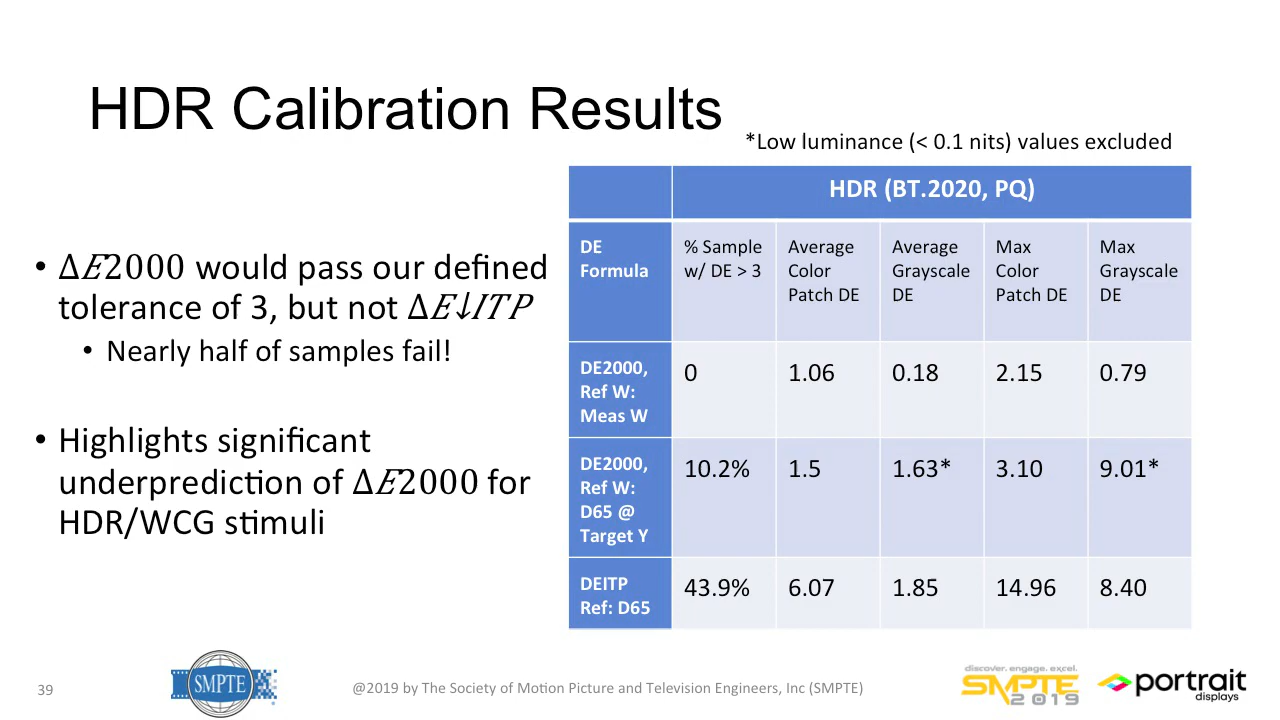 HDR Calibration Results
*Low luminance (< 0.1 nits) values excluded
• Δ𝐸2000 would pass our defined
tolerance of 3, but not Δ𝐸↓𝐼𝑇𝑃
• Nearly half of samples fail!
• Highlights significant
underprediction of Δ𝐸2000 for
HDR/WCG stimuli
HDR (BT.2020, PQ)
DE Formula | % Sample w/ DE > 3 | Average Color Patch DE | Average Grayscale DE | Max Color Patch DE | Max Grayscale DE
DE2000, Ref W: Meas W | 0 | 1.06 | 0.18 | 2.15 | 0.79
DE2000, Ref W: D65 @ Target Y | 10.2% | 1.5 | 1.63* | 3.10 | 9.01*
DEITP Ref: D65 | 43.9% | 6.07 | 1.85 | 14.96 | 8.40
39
SMPTE
@2019 by The Society of Motion Picture and Television Engineers, Inc (SMPTE)
discover. engage. excel.
SMPTE
2019
portrait
displays